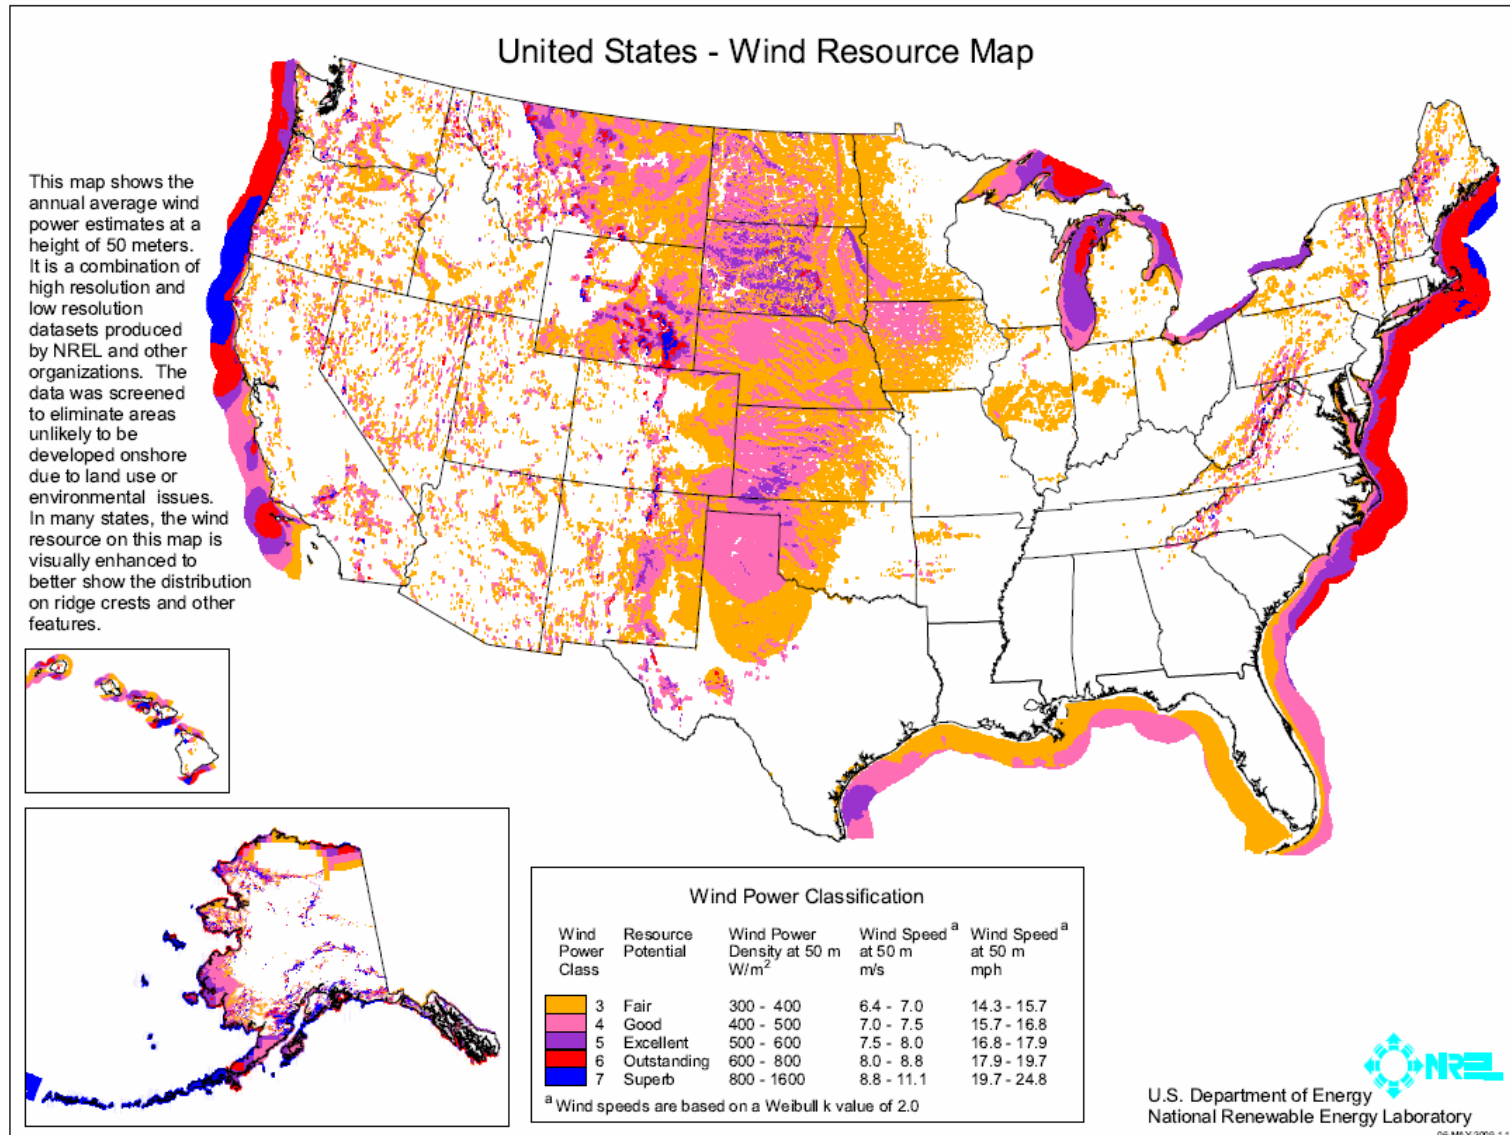 United States - Wind Resource Map
This map shows the
annual average wind
power estimates at a
height of 50 meters.
It is a combination of
high resolution and
low resolution
datasets produced
by NREL and other
organizations. The
data was screened
to eliminate areas
unlikely to be
developed onshore
due to land use or
environmental issues.
In many states, the wind
resource on this map is
visually enhanced to
better show the distribution
on ridge crests and other
features.
Wind Power Classification
Wind Resource Wind Power Wind Speed a Wind Speed a
Power Potential Density at 50 m at 50 m at 50 m
Class W/m2 m/s mph
3 Fair 300 - 400 6.4 - 7.0 14.3 - 15.7
4 Good 400 - 500 7.0 - 7.5 15.7 - 16.8
5 Excellent 500 - 600 7.5 - 8.0 16.8 - 17.9
6 Outstanding 600 - 800 8.0 - 8.8 17.9 - 19.7
7 Superb 800 - 1600 8.8 - 11.1 19.7 - 24.8
a Wind speeds are based on a Weibull k value of 2.0
NREL
U.S. Department of Energy
National Renewable Energy Laboratory